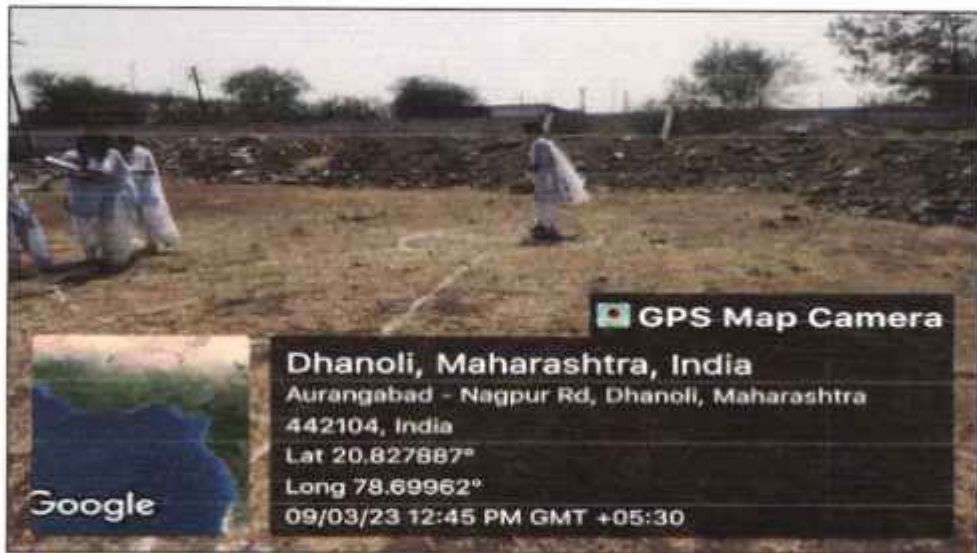 GPS Map Camera
Dhanoli, Maharashtra, India
Aurangabad - Nagpur Rd, Dhanoli, Maharashtra
442104, India
Lat 20.827887°
Long 78.69962°
09/03/23 12:45 PM GMT +05:30
Google